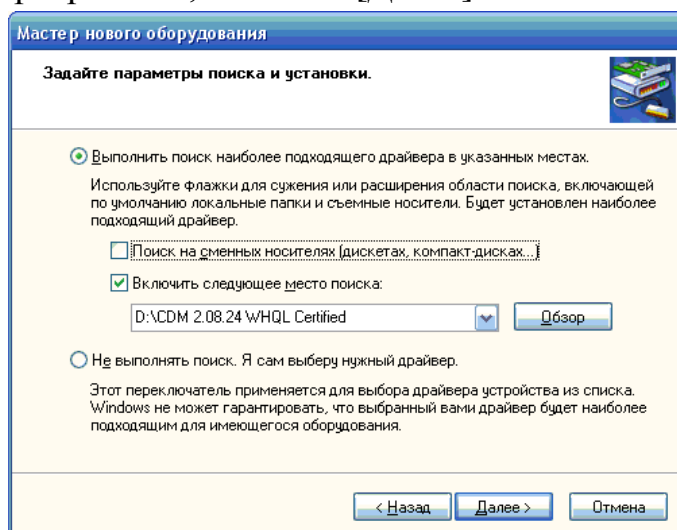 Мастер нового оборудования
Задайте параметры поиска и установки.
Выполнить поиск наиболее подходящего драйвера в указанных местах.
Используйте флажки для сужения или расширения области поиска, включающей
по умолчанию локальные папки и съемные носители. Будет установлен наиболее
подходящий драйвер.
Поиск на сменных носителях (дискетах, компакт-дисках...)
Включить следующее место поиска:
D:\CDM 2.08.24 WHQL Certified
Обзор
Не выполнять поиск. Я сам выберу нужный драйвер.
Этот переключатель применяется для выбора драйвера устройства из списка.
Windows не может гарантировать, что выбранный вами драйвер будет наиболее
подходящим для имеющегося оборудования.
< Назад Далее > Отмена